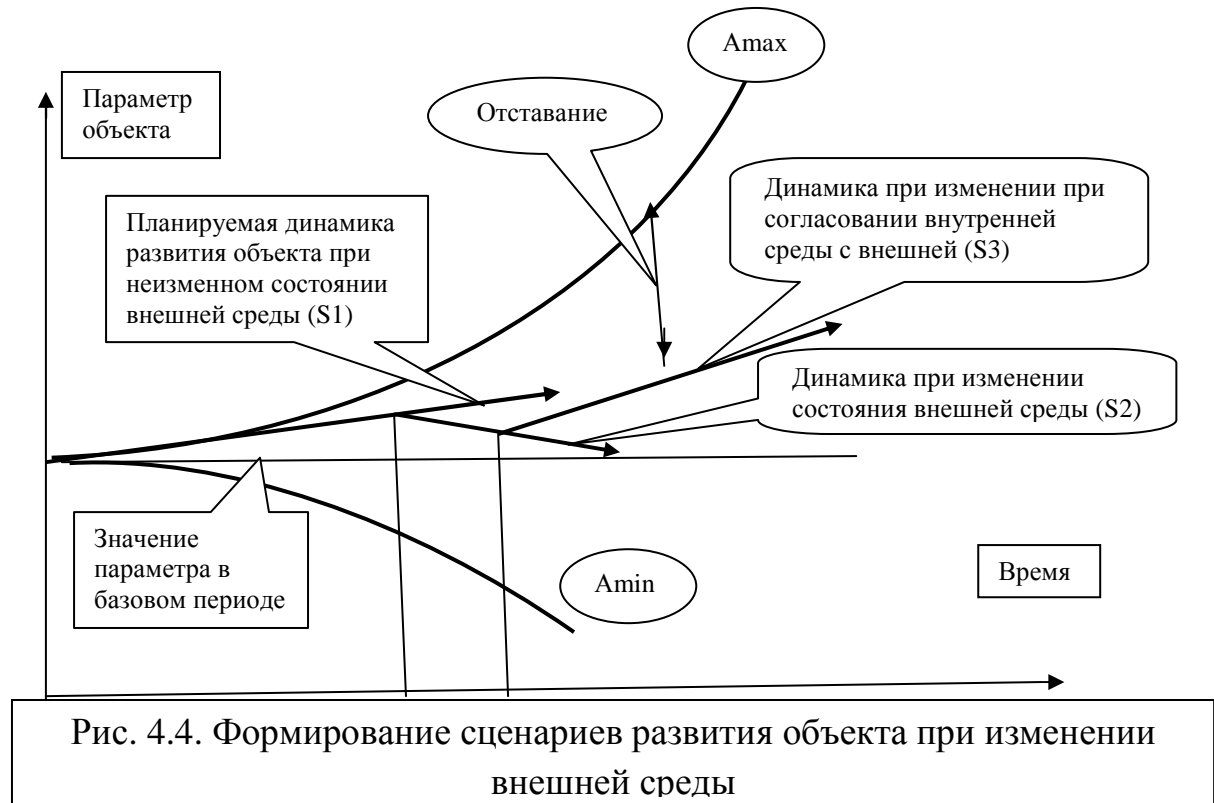 Amax
Параметр
объекта
Отставание
Динамика при изменении при
согласовании внутренней
среды с внешней (S3)
Планируемая динамика
развития объекта при
неизменном состоянии
внешней среды (S1)
Динамика при изменении
состояния внешней среды (S2)
Значение
параметра в
базовом периоде
Amin
Время
Рис. 4.4. Формирование сценариев развития объекта при изменении
внешней среды